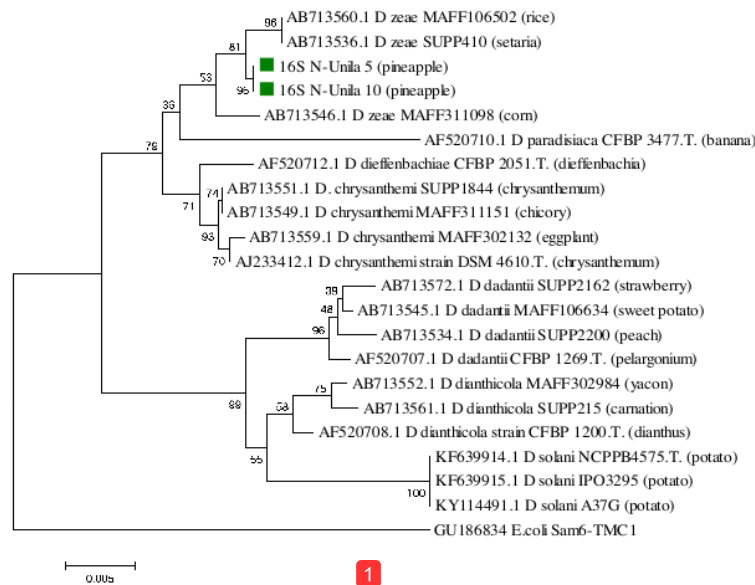 AB713560.1 D zeae MAFF106502 (rice)
96
AB713536.1 D zeae SUPP410 (setaria)
81
16S N-Unila 5 (pineapple)
53
16S N-Unila 10 (pineapple)
95
36
AB713546.1 D zeae MAFF311098 (corn)
AF520710.1 D paradisiaca CFBP 3477.T. (banana)
79
AF520712.1 D dieffenbachiae CFBP 2051.T. (dieffenbachia)
AB713551.1 D. chrysanthemi SUPP1844 (chrysanthemum)
74
71
AB713549.1 D chrysanthemi MAFF311151 (chicory)
93
AB713559.1 D chrysanthemi MAFF302132 (eggplant)
70
AJ233412.1 D chrysanthemi strain DSM 4610.T. (chrysanthemum)
AB713572.1 D dadantii SUPP2162 (strawberry)
39
48
AB713545.1 D dadantii MAFF106634 (sweet potato)
96
AB713534.1 D dadantii SUPP2200 (peach)
AF520707.1 D dadantii CFBP 1269.T. (pelargonium)
75
AB713552.1 D dianthicola MAFF302984 (yacon)
99
AB713561.1 D dianthicola SUPP215 (carnation)
AF520708.1 D dianthicola strain CFBP 1200.T. (dianthus)
55
KF639914.1 D solani NCPPB4575.T. (potato)
KF639915.1 D solani IPO3295 (potato)
100
KY114491.1 D solani A37G (potato)
GU186834 E.coli Sam6-TMC1
0.005
1